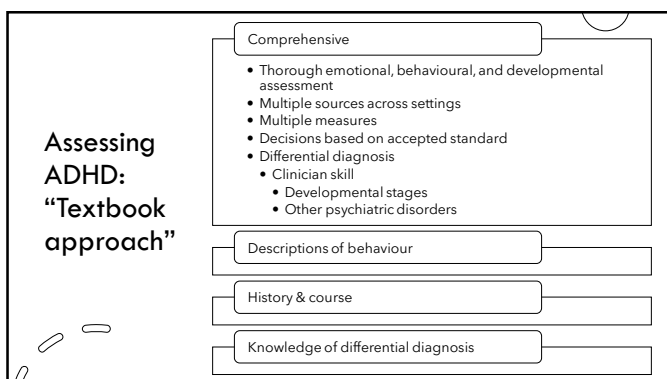 Assessing
ADHD:
“Textbook
approach”
Comprehensive
• Thorough emotional, behavioural, and developmental
assessment
• Multiple sources across settings
• Multiple measures
• Decisions based on accepted standard
• Differential diagnosis
• Clinician skill
• Developmental stages
• Other psychiatric disorders
Descriptions of behaviour
History & course
Knowledge of differential diagnosis